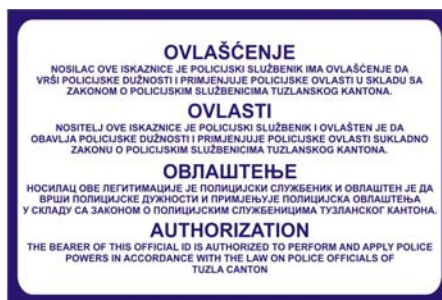 OVLAŠĆENJE
NOSILAC OVE ISKAZNICE JE POLICIJSKI SLUŽBENIK IMA OVLAŠĆENJE DA
VRŠI POLICIJSKE DUŽNOSTI I PRIMJENJUJE POLICIJSKE OVLASTI U SKLADU SA
ZAKONOM O POLICIJSKIM SLUŽBENICIMA TUZLANSKOG KANTONA.
OVLASTI
NOSITELJ OVE ISKAZNICE JE POLICIJSKI SLUŽBENIK I OVLAŠTEN JE DA
OBAVLJA POLICIJSKE DUŽNOSTI I PRIMJENJUJE POLICIJSKE OVLASTI SUKLADNO
ZAKONU O POLICIJSKIM SLUŽBENICIMA TUZLANSKOG KANTONA.
ОВЛАШТЕЊЕ
НОСИЛАЦ ОВЕ ЛЕГИТИМАЦИЈЕ ЈЕ ПОЛИЦИЈСКИ СЛУЖБЕНИК И ОВЛАШТЕН ЈЕ ДА
ВРШИ ПОЛИЦИЈСКЕ ДУЖНОСТИ И ПРИМЈЕЊУЈЕ ПОЛИЦИЈСКА ОВЛАШТЕЊА
У СКЛАДУ СА ЗАКОНОМ О ПОЛИЦИЈСКИМ СЛУЖБЕНИЦИМА ТУЗЛАНСКОГ КАНТОНА.
AUTHORIZATION
THE BEARER OF THIS OFFICIAL ID IS AUTHORIZED TO PERFORM AND APPLY POLICE
POWERS IN ACCORDANCE WITH THE LAW ON POLICE OFFICIALS OF
TUZLA CANTON